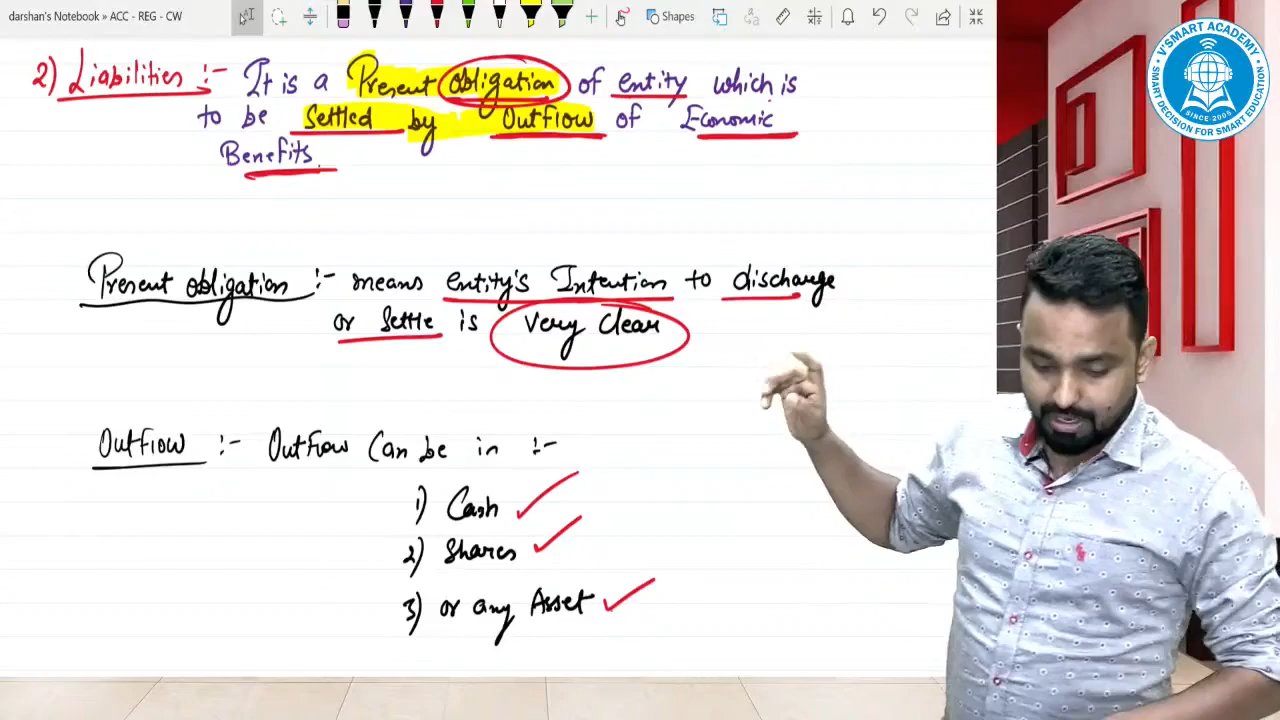 darshan's Notebook » ACC - REG - CW
Shapes
2) Liabilities :- It is a Present obligation of entity which is
to be Settled by Outflow of Economic
Benefits.
Present obligation :- means entity's Intention to discharge
or Settle is Very Clear
Outflow :- Outflow Can be in :-
1) Cash
2) Shares
3) or any Asset
V'SMART ACADEMY
SMART DECISION FOR SMART EDUCATION
SINCE-2005